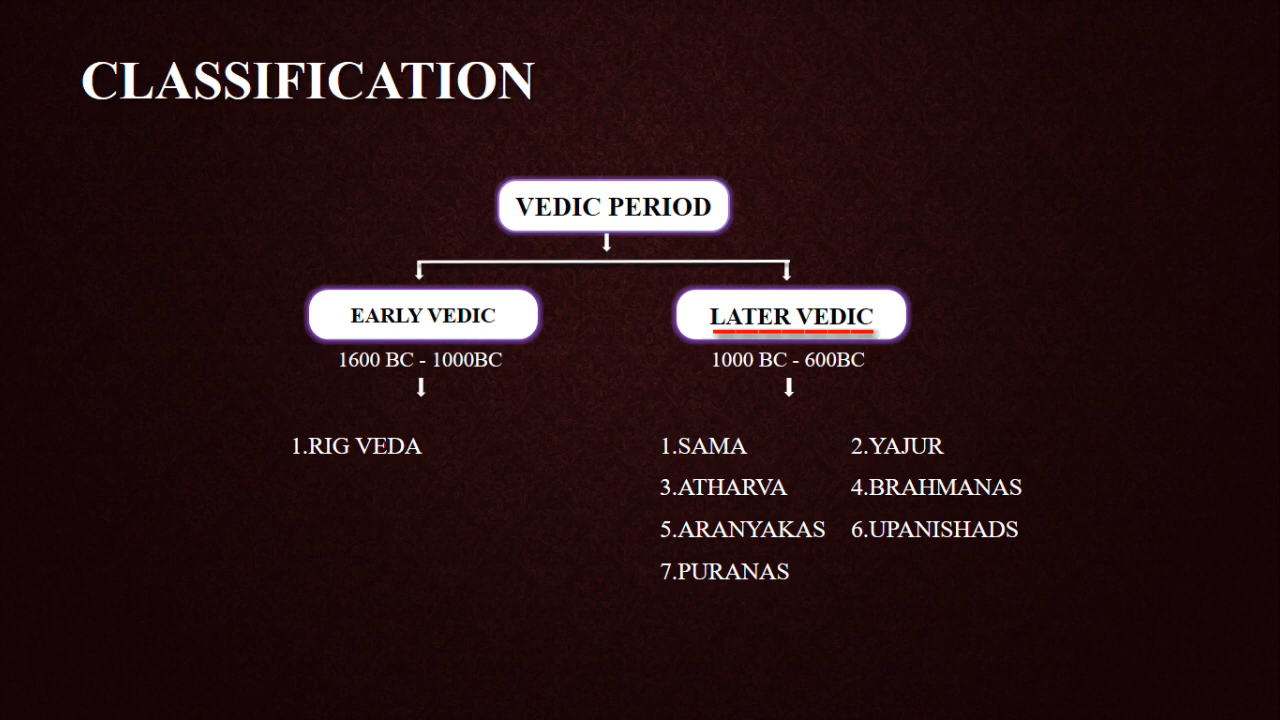 CLASSIFICATION
VEDIC PERIOD
EARLY VEDIC
LATER VEDIC
1600 BC - 1000BC
1000 BC - 600BC
1.RIG VEDA
1.SAMA 2.YAJUR
3.ATHARVA 4.BRAHMANAS
5.ARANYAKAS 6.UPANISHADS
7.PURANAS